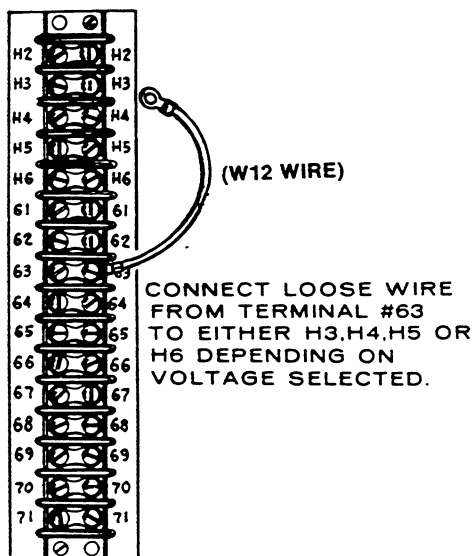 H2 H2
H3 H3
H4 H4
H5 H5
H6 H6
(W12 WIRE)
61 61
62 62
63 63
64 64
CONNECT LOOSE WIRE
FROM TERMINAL #63
TO EITHER H3,H4,H5 OR
H6 DEPENDING ON
VOLTAGE SELECTED.
65 65
66 66
67 67
68 68
69 69
70 70
71 71